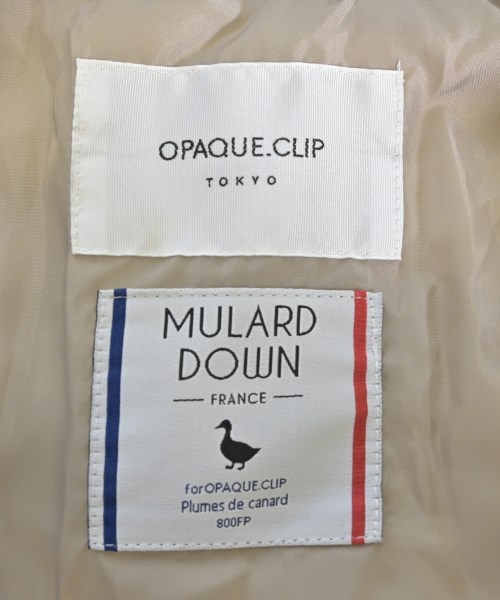 OPAQUE.CLIP
TOKYO
MULARD
DOWN
FRANCE
forOPAQUE.CLIP
Plumes de canard
800FP